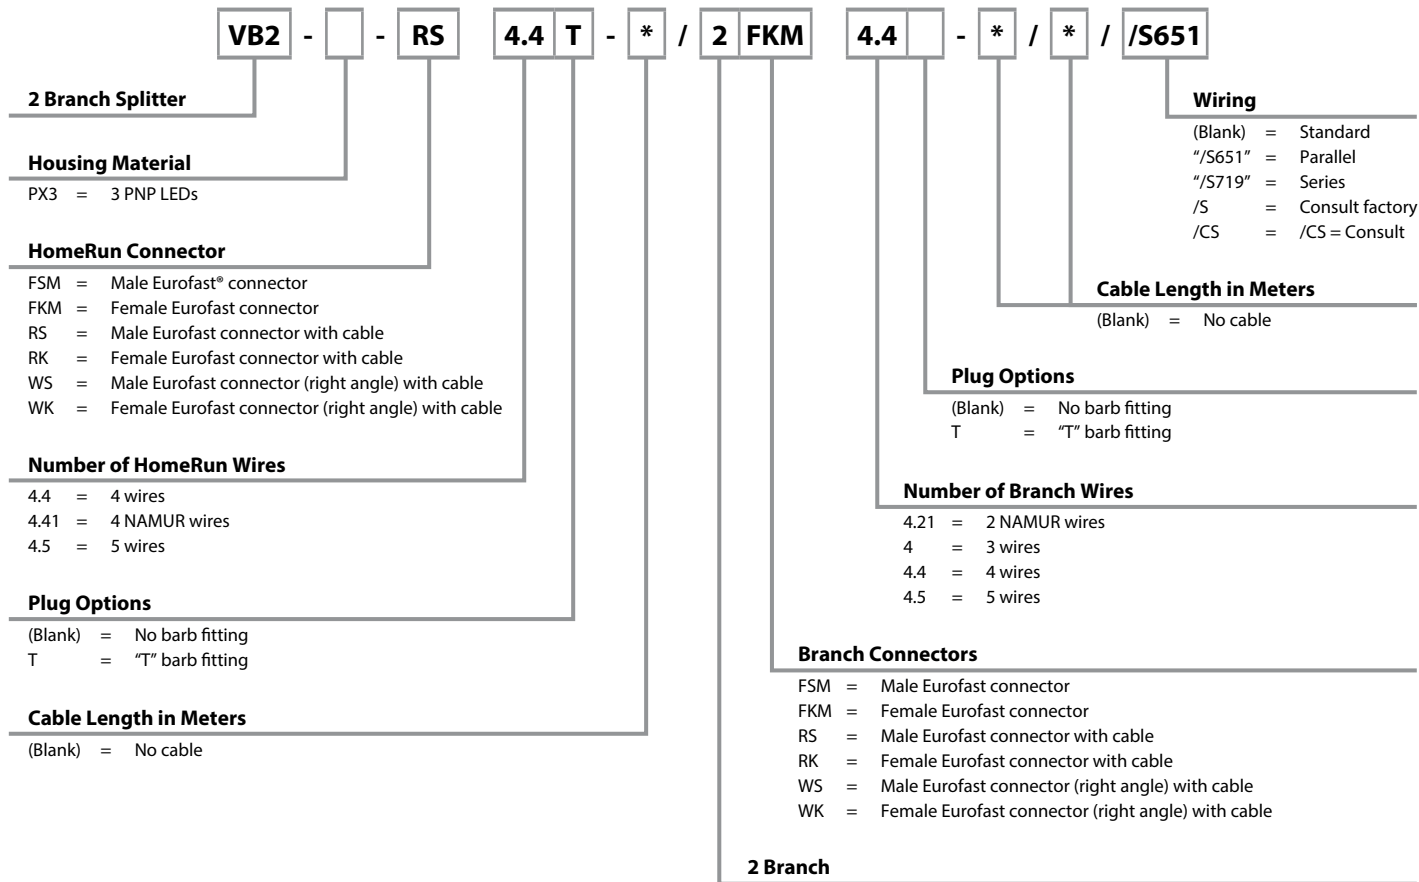 VB2 - - RS 4.4 T - * / 2 FKM 4.4 - * / * / /S651
2 Branch Splitter
Housing Material
PX3 = 3 PNP LEDs
HomeRun Connector
FSM = Male Eurofast® connector
FKM = Female Eurofast connector
RS = Male Eurofast connector with cable
RK = Female Eurofast connector with cable
WS = Male Eurofast connector (right angle) with cable
WK = Female Eurofast connector (right angle) with cable
Number of HomeRun Wires
4.4 = 4 wires
4.41 = 4 NAMUR wires
4.5 = 5 wires
Plug Options
(Blank) = No barb fitting
T = “T” barb fitting
Cable Length in Meters
(Blank) = No cable
Wiring
(Blank) = Standard
“/S651” = Parallel
“/S719” = Series
/S = Consult factory
/CS = /CS = Consult
Cable Length in Meters
(Blank) = No cable
Plug Options
(Blank) = No barb fitting
T = “T” barb fitting
Number of Branch Wires
4.21 = 2 NAMUR wires
4 = 3 wires
4.4 = 4 wires
4.5 = 5 wires
Branch Connectors
FSM = Male Eurofast connector
FKM = Female Eurofast connector
RS = Male Eurofast connector with cable
RK = Female Eurofast connector with cable
WS = Male Eurofast connector (right angle) with cable
WK = Female Eurofast connector (right angle) with cable
2 Branch